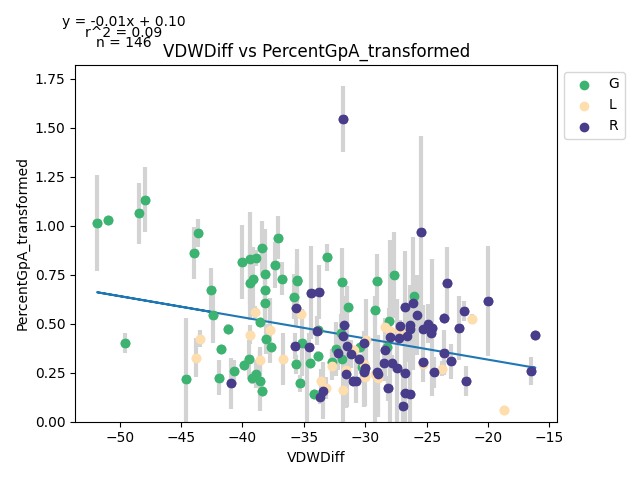 y = -0.01x + 0.10
r^2 = 0.09
n = 146
VDWDiff vs PercentGpA_transformed
G
L
R
PercentGpA_transformed
1.75
1.50
1.25
1.00
0.75
0.50
0.25
0.00
−50
−45
−40
−35
−30
−25
−20
−15
VDWDiff